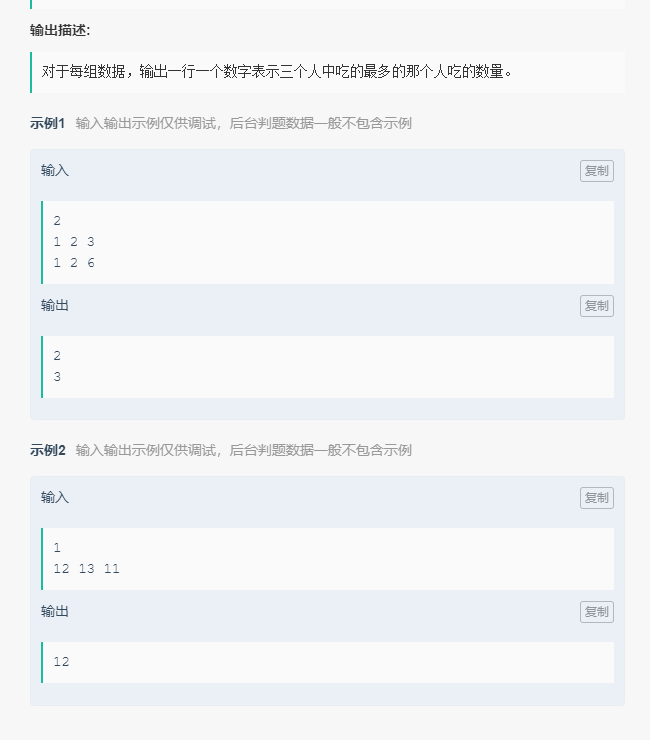 输出描述:
对于每组数据，输出一行一个数字表示三个人中吃的最多的那个人吃的数量。
示例1 输入输出示例仅供调试，后台判题数据一般不包含示例
输入 复制
2
1 2 3
1 2 6
输出 复制
2
3
示例2 输入输出示例仅供调试，后台判题数据一般不包含示例
输入 复制
1
12 13 11
输出 复制
12